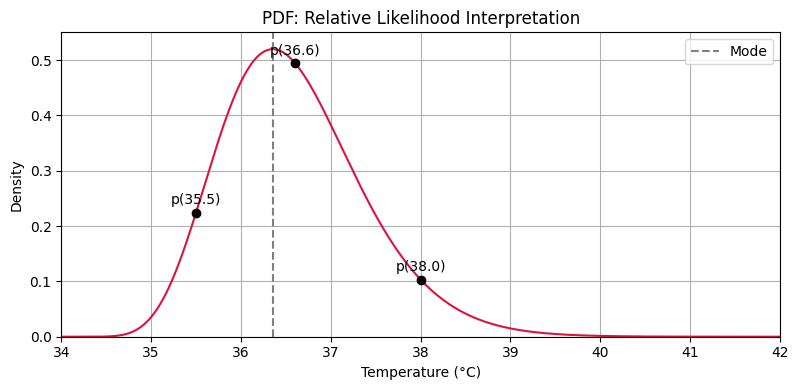 PDF: Relative Likelihood Interpretation
Mode
0.5
0.4
0.3
0.2
0.1
0.0
Density
p(36.6)
p(35.5)
p(38.0)
34 35 36 37 38 39 40 41 42
Temperature (°C)